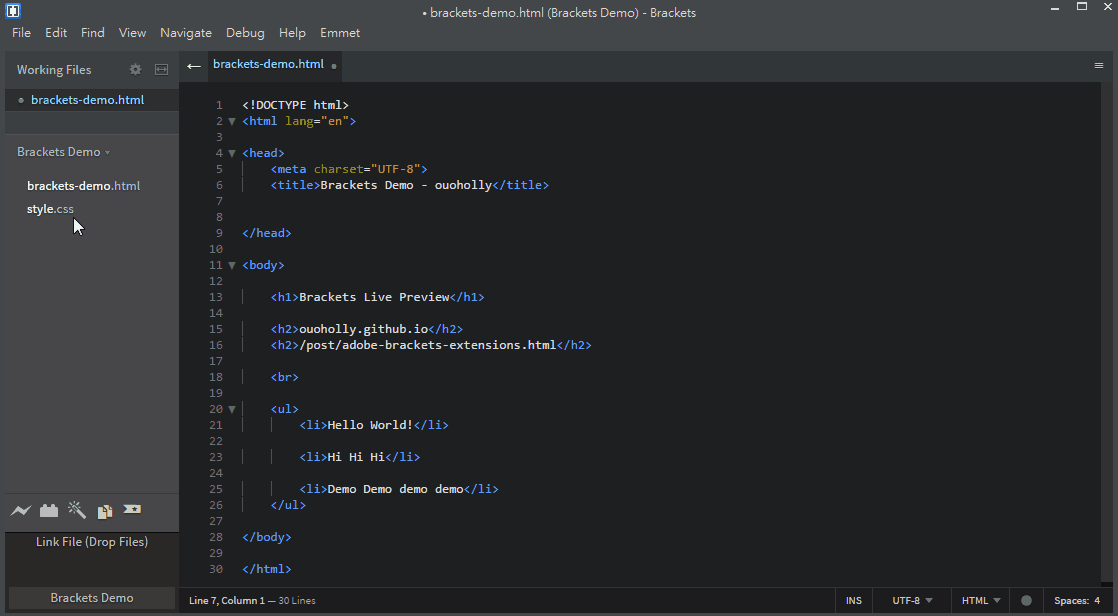 • brackets-demo.html (Brackets Demo) - Brackets
File Edit Find View Navigate Debug Help Emmet
Working Files
brackets-demo.html
Brackets Demo
brackets-demo.html
style.css
Link File (Drop Files)
Brackets Demo
brackets-demo.html
1 <!DOCTYPE html>
2 <html lang="en">
3
4 <head>
5 <meta charset="UTF-8">
6 <title>Brackets Demo - ouoholly</title>
7
8
9 </head>
10
11 <body>
12
13 <h1>Brackets Live Preview</h1>
14
15 <h2>ouoholly.github.io</h2>
16 <h2>/post/adobe-brackets-extensions.html</h2>
17
18 <br>
19
20 <ul>
21 <li>Hello World!</li>
22
23 <li>Hi Hi Hi</li>
24
25 <li>Demo Demo demo demo</li>
26 </ul>
27
28 </body>
29
30 </html>
Line 7, Column 1 — 30 Lines INS UTF-8 HTML Spaces: 4